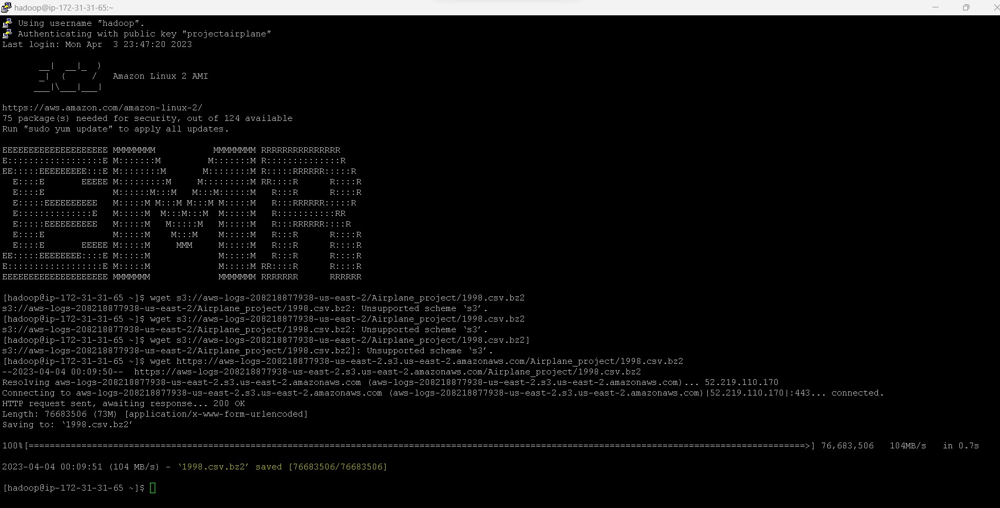 hadoop@ip-172-31-31-65:~
Using username "hadoop".
Authenticating with public key "projectairplane"
Last login: Mon Apr  3 23:47:20 2023

       __|  __|_  )
       _|  (     /   Amazon Linux 2 AMI
      ___|\___|___|

https://aws.amazon.com/amazon-linux-2/
75 package(s) needed for security, out of 124 available
Run "sudo yum update" to apply all updates.

EEEEEEEEEEEEEEEEEEEE MMMMMMMM           MMMMMMMM RRRRRRRRRRRRRRR
E::::::::::::::::::E M:::::::M         M:::::::M R::::::::::::::R
EE:::::EEEEEEEEE:::E M::::::::M       M::::::::M R:::::RRRRRR:::::R
  E::::E       EEEEE M:::::::::M     M:::::::::M RR::::R      R::::R
  E::::E             M::::::M:::M   M:::M::::::M   R:::R      R::::R
  E:::::EEEEEEEEEE   M:::::M M:::M M:::M M:::::M   R:::RRRRRR:::::R
  E::::::::::::::E   M:::::M  M:::M:::M  M:::::M   R:::::::::::RR
  E:::::EEEEEEEEEE   M:::::M   M:::::M   M:::::M   R:::RRRRRR::::R
  E::::E             M:::::M    M:::M    M:::::M   R:::R      R::::R
  E::::E       EEEEE M:::::M     MMM     M:::::M   R:::R      R::::R
EE:::::EEEEEEEE::::E M:::::M             M:::::M   R:::R      R::::R
E::::::::::::::::::E M:::::M             M:::::M RR::::R      R::::R
EEEEEEEEEEEEEEEEEEEE MMMMMMM             MMMMMMM RRRRRRR      RRRRRR

[hadoop@ip-172-31-31-65 ~]$ wget s3://aws-logs-208218877938-us-east-2/Airplane_project/1998.csv.bz2
s3://aws-logs-208218877938-us-east-2/Airplane_project/1998.csv.bz2: Unsupported scheme ‘s3’.
[hadoop@ip-172-31-31-65 ~]$ wget s3://aws-logs-208218877938-us-east-2/Airplane_project/1998.csv.bz2
s3://aws-logs-208218877938-us-east-2/Airplane_project/1998.csv.bz2: Unsupported scheme ‘s3’.
[hadoop@ip-172-31-31-65 ~]$ wget s3://aws-logs-208218877938-us-east-2/Airplane_project/1998.csv.bz2]
s3://aws-logs-208218877938-us-east-2/Airplane_project/1998.csv.bz2]: Unsupported scheme ‘s3’.
[hadoop@ip-172-31-31-65 ~]$ wget https://aws-logs-208218877938-us-east-2.s3.us-east-2.amazonaws.com/Airplane_project/1998.csv.bz2
--2023-04-04 00:09:50--  https://aws-logs-208218877938-us-east-2.s3.us-east-2.amazonaws.com/Airplane_project/1998.csv.bz2
Resolving aws-logs-208218877938-us-east-2.s3.us-east-2.amazonaws.com (aws-logs-208218877938-us-east-2.s3.us-east-2.amazonaws.com)... 52.219.110.170
Connecting to aws-logs-208218877938-us-east-2.s3.us-east-2.amazonaws.com (aws-logs-208218877938-us-east-2.s3.us-east-2.amazonaws.com)|52.219.110.170|:443... connected.
HTTP request sent, awaiting response... 200 OK
Length: 76683506 (73M) [application/x-www-form-urlencoded]
Saving to: ‘1998.csv.bz2’

100%[===================================================================================================================================================>] 76,683,506   104MB/s   in 0.7s

2023-04-04 00:09:51 (104 MB/s) - ‘1998.csv.bz2’ saved [76683506/76683506]

[hadoop@ip-172-31-31-65 ~]$